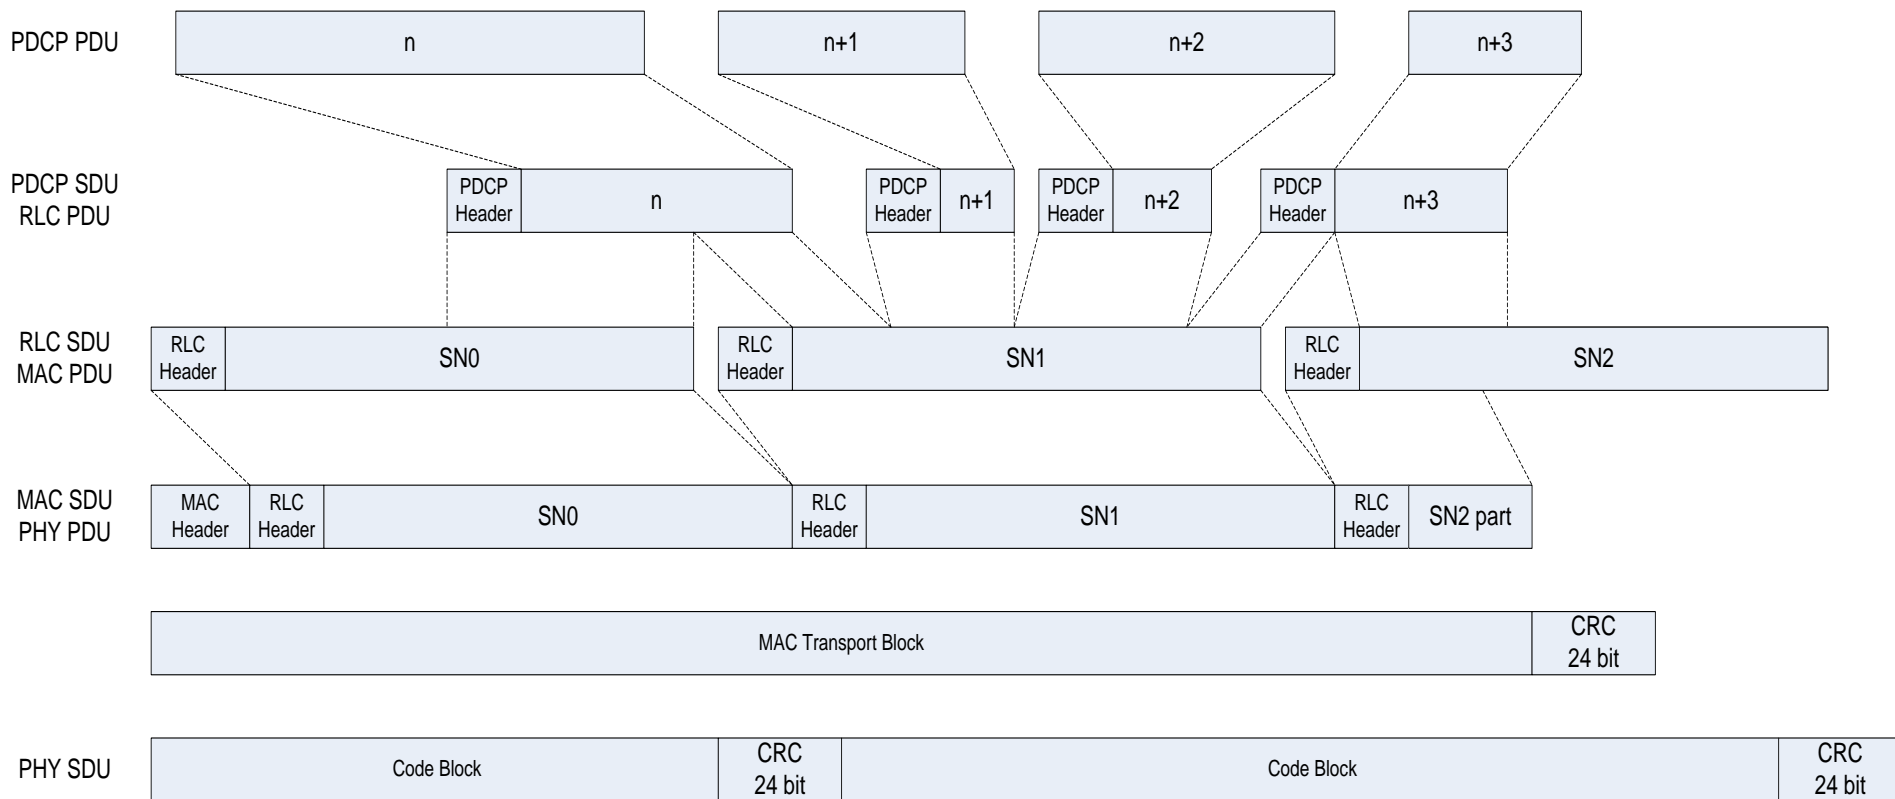 PDCP PDU
n
n+1
n+2
n+3
PDCP SDU
RLC PDU
PDCP
Header
n
PDCP
Header
n+1
PDCP
Header
n+2
PDCP
Header
n+3
RLC SDU
MAC PDU
RLC
Header
SN0
RLC
Header
SN1
RLC
Header
SN2
MAC SDU
PHY PDU
MAC
Header
RLC
Header
SN0
RLC
Header
SN1
RLC
Header
SN2 part
MAC Transport Block
CRC
24 bit
PHY SDU
Code Block
CRC
24 bit
Code Block
CRC
24 bit